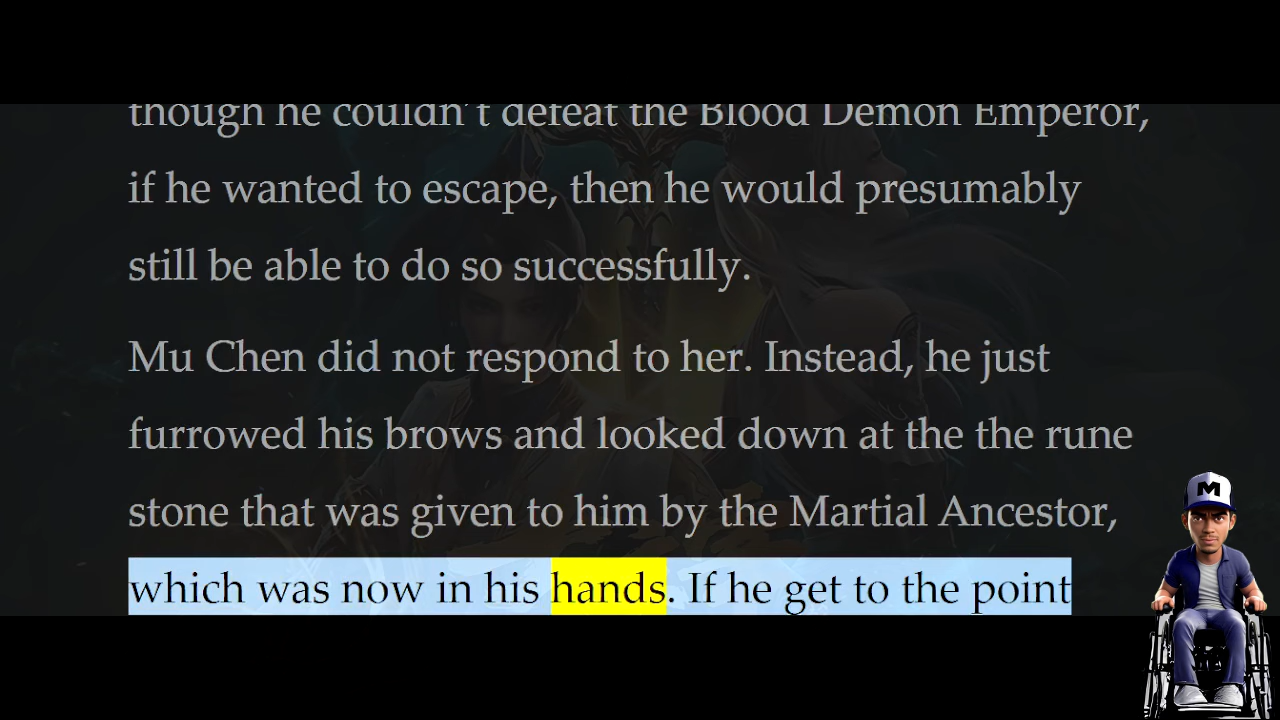 though he couldn't defeat the Blood Demon Emperor,
if he wanted to escape, then he would presumably
still be able to do so successfully.
Mu Chen did not respond to her. Instead, he just
furrowed his brows and looked down at the the rune
stone that was given to him by the Martial Ancestor,
which was now in his hands. If he get to the point
M